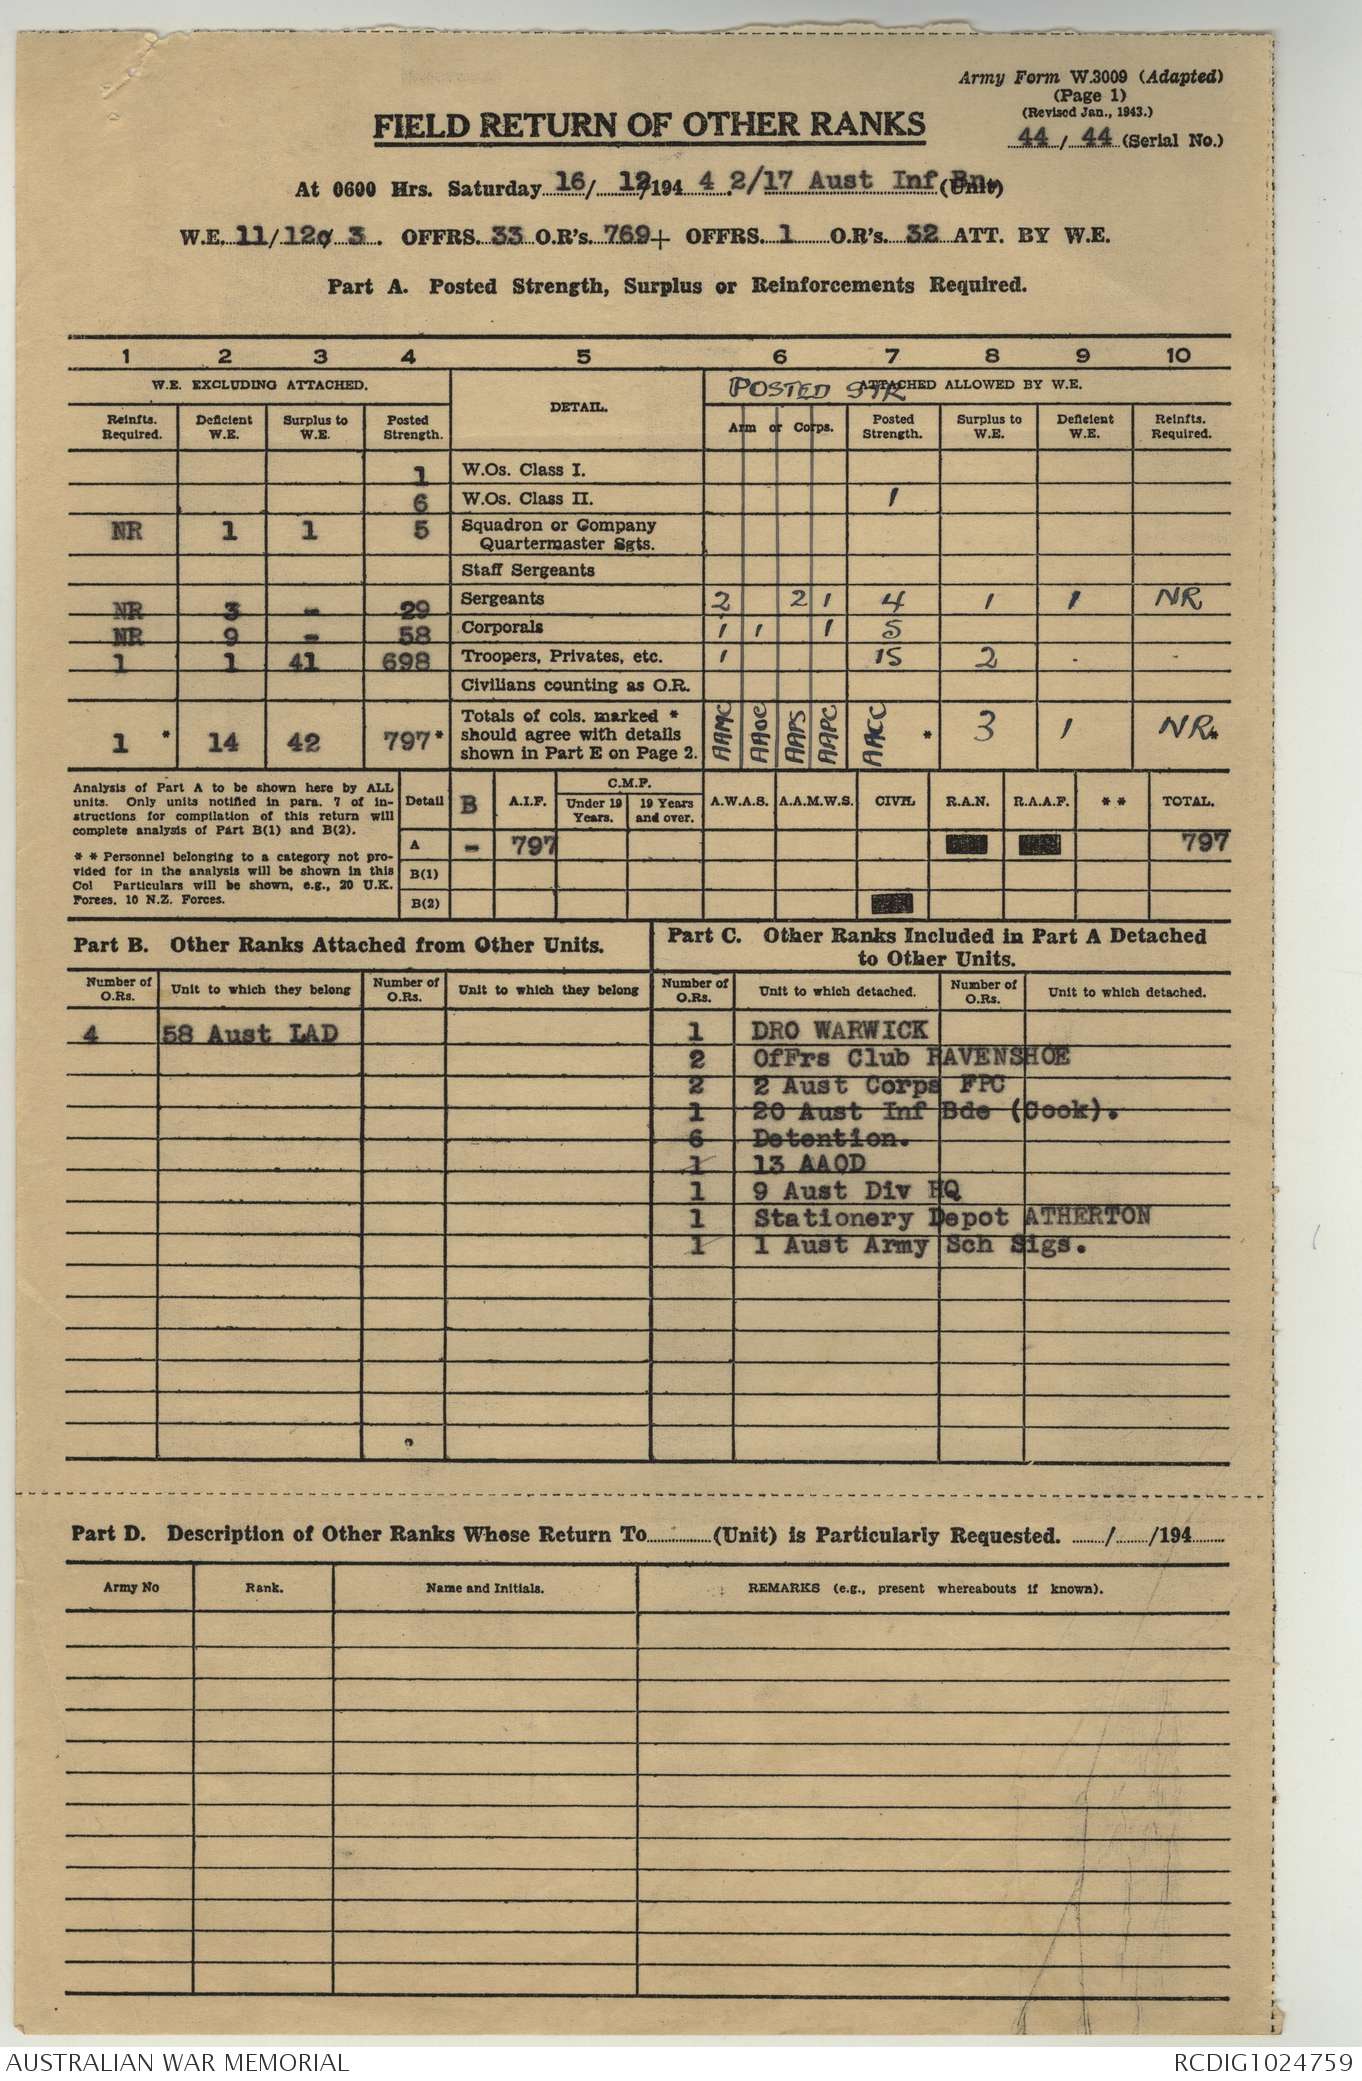 Army Form W.3009 (Adapted)
(Page 1)
(Revised Jan., 1943.)
44 / 44 (Serial No.)
FIELD RETURN OF OTHER RANKS
At 0600 Hrs. Saturday 16/ 12/194 4. 2/17 Aust Inf Bn. (Unit)
W.E. 11/12c/ 3 . OFFRS. 33 O.R's. 769+ OFFRS. 1 O.R's. 32 ATT. BY W.E.
Part A. Posted Strength, Surplus or Reinforcements Required.
1 2 3 4 5 6 7 8 9 10
W.E. EXCLUDING ATTACHED. DETAIL. POSTED STR ATTACHED ALLOWED BY W.E.
Reinfts. Required. Deficient W.E. Surplus to W.E. Posted Strength. Arm or Corps. Posted Strength. Surplus to W.E. Deficient W.E. Reinfts. Required.
1 W.Os. Class I.
6 W.Os. Class II. 1
NR 1 1 5 Squadron or Company
Quartermaster Sgts.
Staff Sergeants
NR 3 - 29 Sergeants 2 2 1 4 1 1 NR
NR 9 - 58 Corporals 1 1 1 5
1 1 41 698 Troopers, Privates, etc. 1 15 2 . -
Civilians counting as O.R.
1 * 14 42 797* Totals of cols. marked *
should agree with details
shown in Part E on Page 2. AAMC AAOC AAPS AAPC AACC * 3 1 NR*
Analysis of Part A to be shown here by ALL
units. Only units notified in para. 7 of in-
structions for compilation of this return will
complete analysis of Part B(1) and B(2).
* * Personnel belonging to a category not pro-
vided for in the analysis will be shown in this
Col Particulars will be shown, e.g., 20 U.K.
Forces, 10 N.Z. Forces.
Detail B A.I.F. C.M.F. Under 19 Years. 19 Years and over. A.W.A.S. A.A.M.W.S. CIVIL R.A.N. R.A.A.F. * * TOTAL.
A - 797 797
B(1)
B(2)
Part B. Other Ranks Attached from Other Units.
Part C. Other Ranks Included in Part A Detached
to Other Units.
Number of O.Rs. Unit to which they belong Number of O.Rs. Unit to which they belong
Number of O.Rs. Unit to which detached. Number of O.Rs. Unit to which detached.
4 58 Aust LAD
1 DRO WARWICK
2 OfFrs Club RAVENSHOE
2 2 Aust Corps FPC
1 20 Aust Inf Bde (Cook).
6 Detention.
1 13 AAOD
1 9 Aust Div HQ
1 Stationery Depot ATHERTON
1 1 Aust Army Sch Sigs.
Part D. Description of Other Ranks Whose Return To............(Unit) is Particularly Requested. ......../......../194........
Army No Rank. Name and Initials. REMARKS (e.g., present whereabouts if known).
AUSTRALIAN WAR MEMORIAL
RCDIG1024759